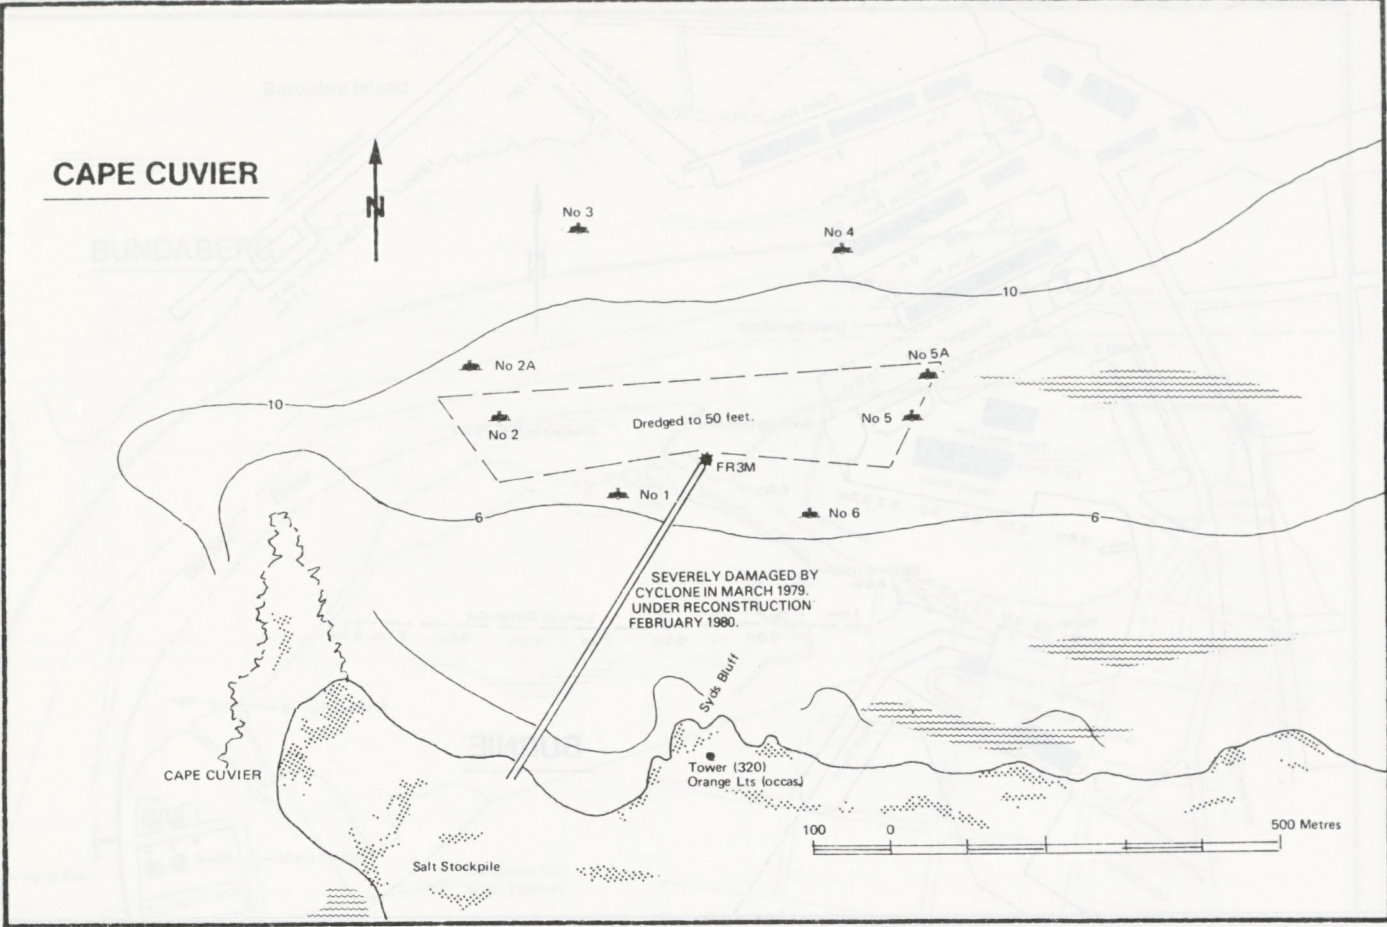 CAPE CUVIER
N
No 3
No 4
10
No 5A
No 2A
10
Dredged to 50 feet.
No 5
No 2
FR3M
No 1
No 6
6
6
SEVERELY DAMAGED BY
CYCLONE IN MARCH 1979.
UNDER RECONSTRUCTION
FEBRUARY 1980.
Syds Bluff
CAPE CUVIER
Tower (320)
Orange Lts (occas)
100 0 500 Metres
Salt Stockpile
BUNDABERG
BURNIE